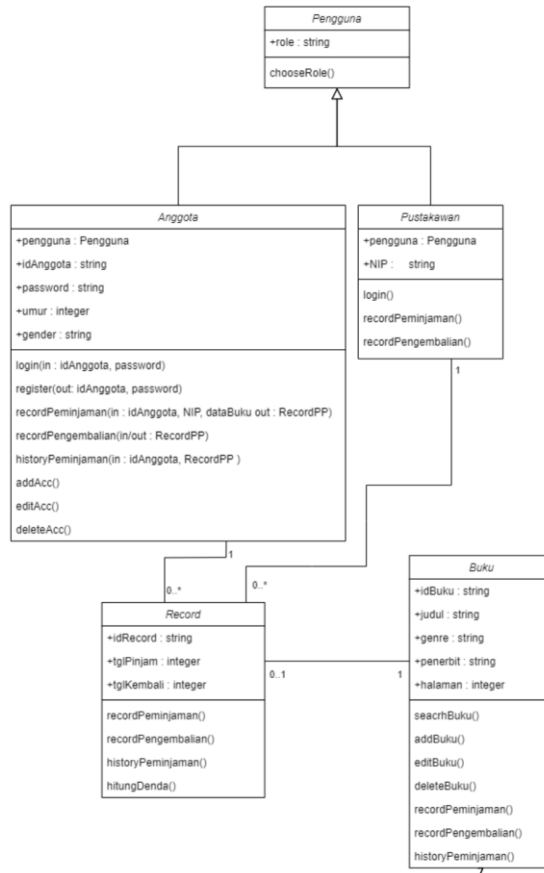 Pengguna
+role : string
chooseRole()
Anggota
+pengguna : Pengguna
+idAnggota : string
+password : string
+umur : integer
+gender : string
login(in : idAnggota, password)
register(out: idAnggota, password)
recordPeminjaman(in : idAnggota, NIP, dataBuku out : RecordPP)
recordPengembalian(in/out : RecordPP)
historyPeminjaman(in : idAnggota, RecordPP )
addAcc()
editAcc()
deleteAcc()
Pustakawan
+pengguna : Pengguna
+NIP : string
login()
recordPeminjaman()
recordPengembalian()
1
1
0..*
0..*
Record
+idRecord : string
+tglPinjam : integer
+tglKembali : integer
recordPeminjaman()
recordPengembalian()
historyPeminjaman()
hitungDenda()
0..1
1
Buku
+idBuku : string
+judul : string
+genre : string
+penerbit : string
+halaman : integer
seacrhBuku()
addBuku()
editBuku()
deleteBuku()
recordPeminjaman()
recordPengembalian()
historyPeminjaman()